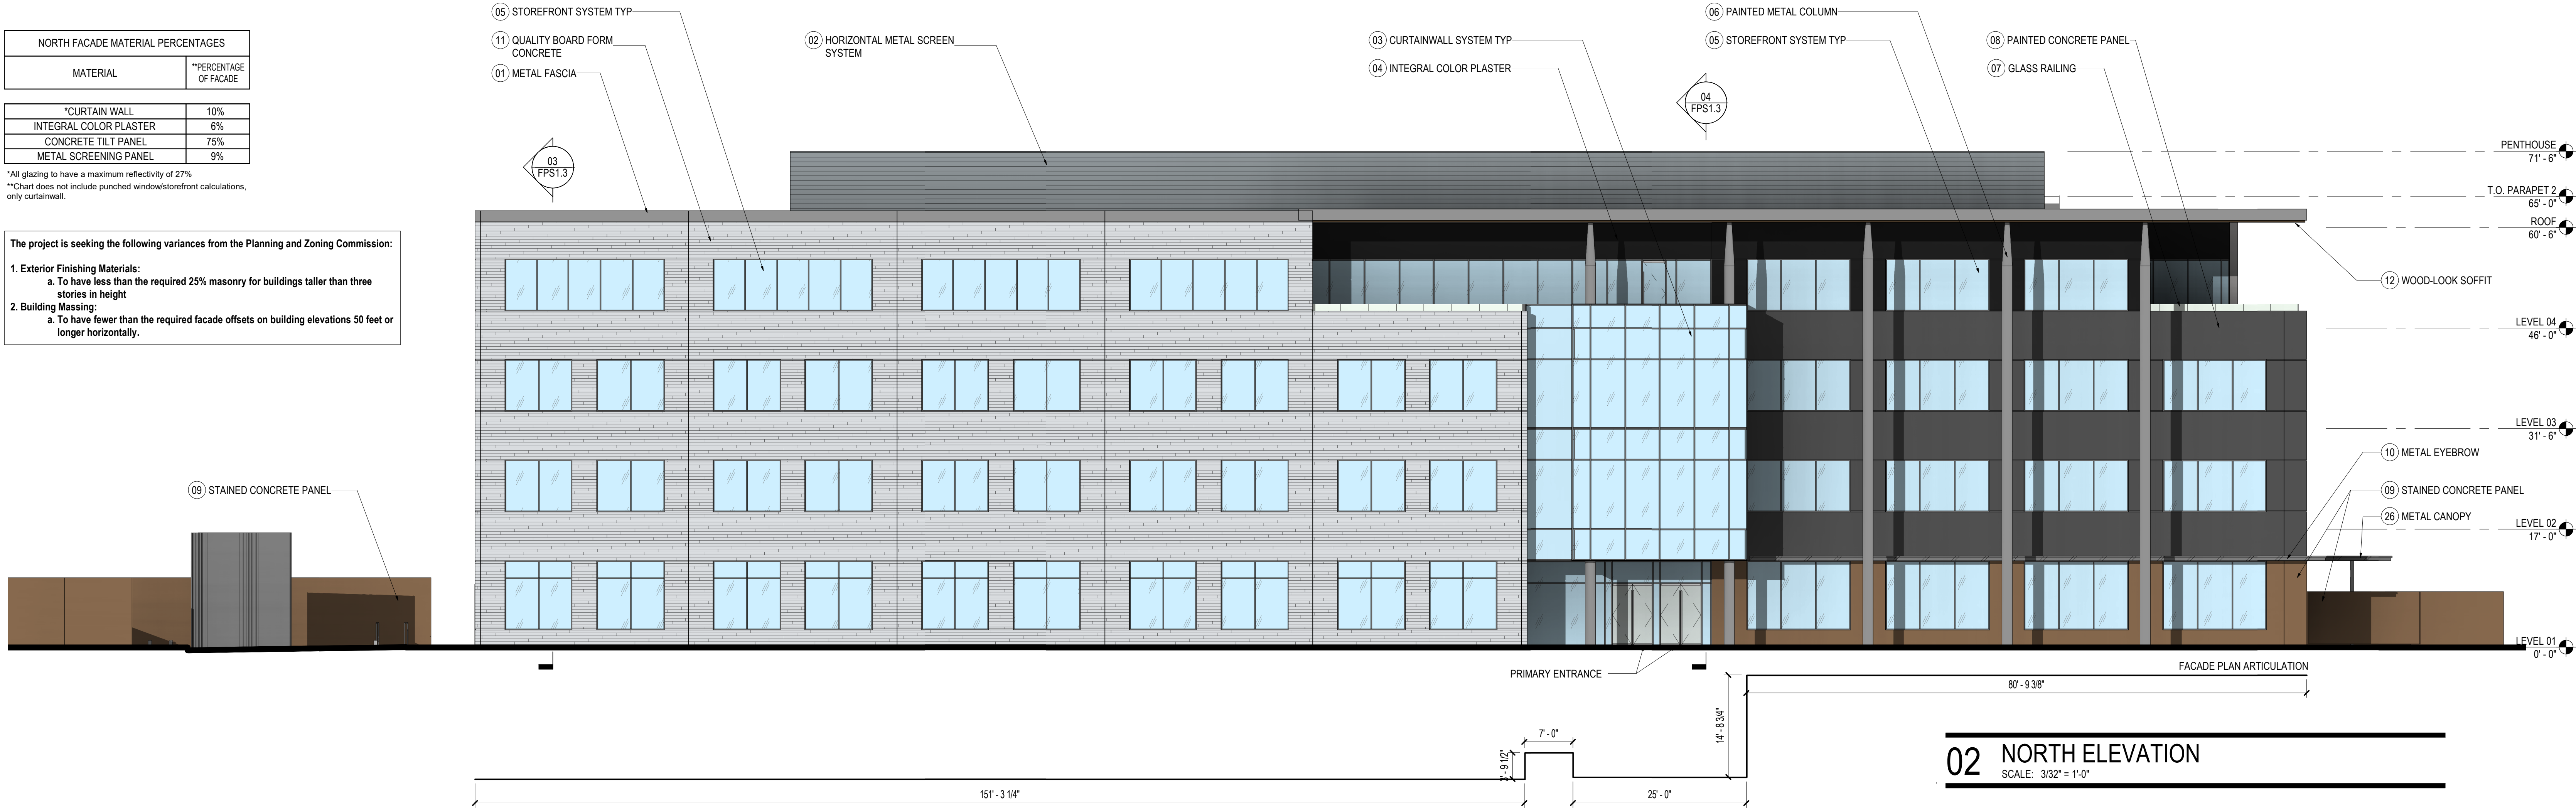 NORTH FACADE MATERIAL PERCENTAGES
MATERIAL
**PERCENTAGE
OF FACADE
*CURTAIN WALL 10%
INTEGRAL COLOR PLASTER 6%
CONCRETE TILT PANEL 75%
METAL SCREENING PANEL 9%
*All glazing to have a maximum reflectivity of 27%
**Chart does not include punched window/storefront calculations,
only curtainwall.
The project is seeking the following variances from the Planning and Zoning Commission:
1. Exterior Finishing Materials:
a. To have less than the required 25% masonry for buildings taller than three
stories in height
2. Building Massing:
a. To have fewer than the required facade offsets on building elevations 50 feet or
longer horizontally.
05 STOREFRONT SYSTEM TYP
11 QUALITY BOARD FORM
CONCRETE
01 METAL FASCIA
02 HORIZONTAL METAL SCREEN
SYSTEM
03 CURTAINWALL SYSTEM TYP
04 INTEGRAL COLOR PLASTER
06 PAINTED METAL COLUMN
05 STOREFRONT SYSTEM TYP
08 PAINTED CONCRETE PANEL
07 GLASS RAILING
03
FPS1.3
04
FPS1.3
PENTHOUSE
71' - 6"
T.O. PARAPET 2
65' - 0"
ROOF
60' - 6"
12 WOOD-LOOK SOFFIT
LEVEL 04
46' - 0"
LEVEL 03
31' - 6"
10 METAL EYEBROW
09 STAINED CONCRETE PANEL
26 METAL CANOPY
LEVEL 02
17' - 0"
LEVEL 01
0' - 0"
09 STAINED CONCRETE PANEL
PRIMARY ENTRANCE
FACADE PLAN ARTICULATION
80' - 9 3/8"
14' - 8 3/4"
7' - 0"
3' - 9 1/2"
151' - 3 1/4"
25' - 0"
02 NORTH ELEVATION
SCALE: 3/32" = 1'-0"